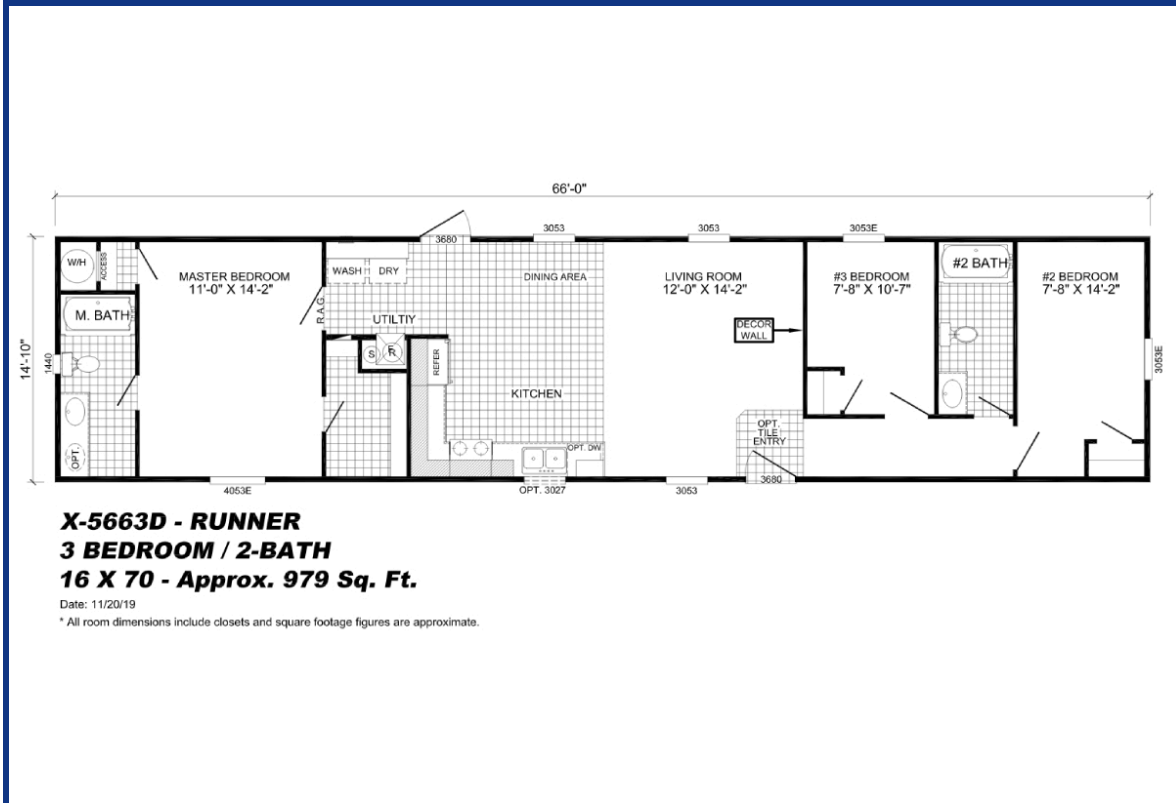 66'-0"
3680
3053
3053
3053E
14'-10"
W/H
ACCESS
MASTER BEDROOM
11'-0" X 14'-2"
WASH
DRY
DINING AREA
LIVING ROOM
12'-0" X 14'-2"
#3 BEDROOM
7'-8" X 10'-7"
#2 BATH
#2 BEDROOM
7'-8" X 14'-2"
M. BATH
R.A.G.
UTILTIY
DECOR
WALL
S
F
R
REFER
1440
3053E
KITCHEN
OPT.
TILE
ENTRY
OPT.
OPT. DW
4053E
OPT. 3027
3053
3680
X-5663D - RUNNER
3 BEDROOM / 2-BATH
16 X 70 - Approx. 979 Sq. Ft.
Date: 11/20/19
* All room dimensions include closets and square footage figures are approximate.